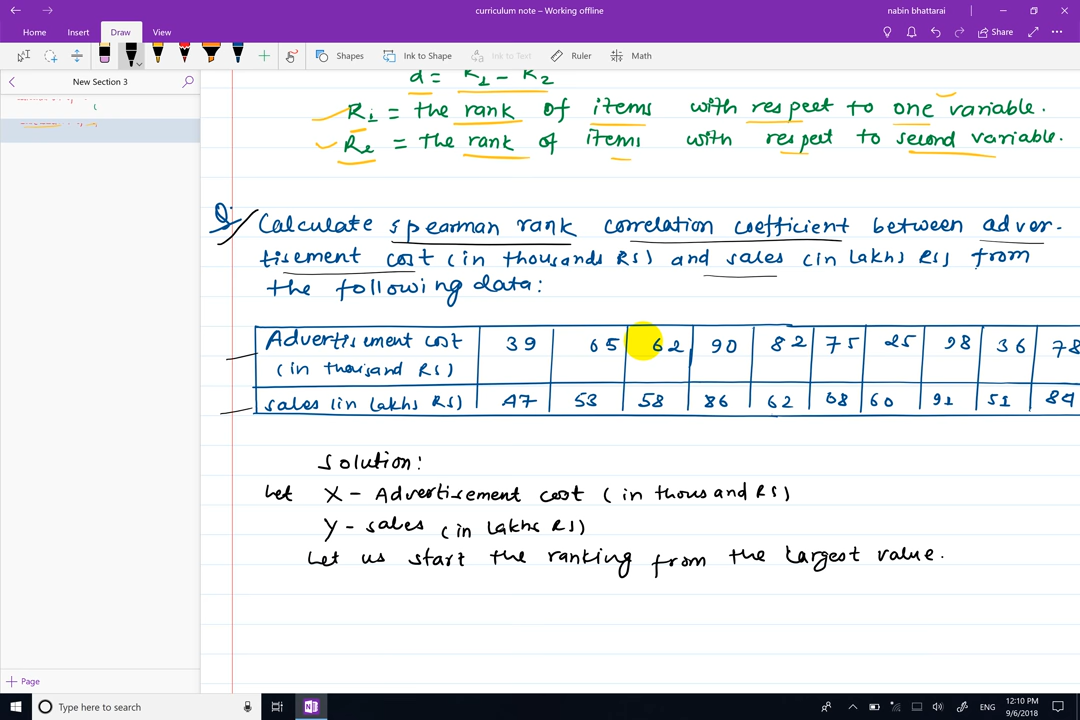 curriculum note – Working offline
nabin bhattarai
Home Insert Draw View
Share
Shapes Ink to Shape Ink to Text Ruler Math
New Section 3
d = R1 - R2
R1 = the rank of items with respect to one variable.
R2 = the rank of items with respect to second variable.
Q: Calculate spearman rank correlation coefficient between adver-
tisement cost (in thousands RS) and sales (in lakhs RS) from
the following data:
Advertisement cost 39 65 62 90 82 75 25 98 36 78
(in thousand RS)
sales (in lakhs RS) 47 53 58 86 62 68 60 91 51 84
Solution:
Let X - Advertisement cost (in thousand RS)
Y - sales (in lakhs RS)
Let us start the ranking from the largest value.
+ Page
Type here to search
ENG
12:10 PM
9/6/2018